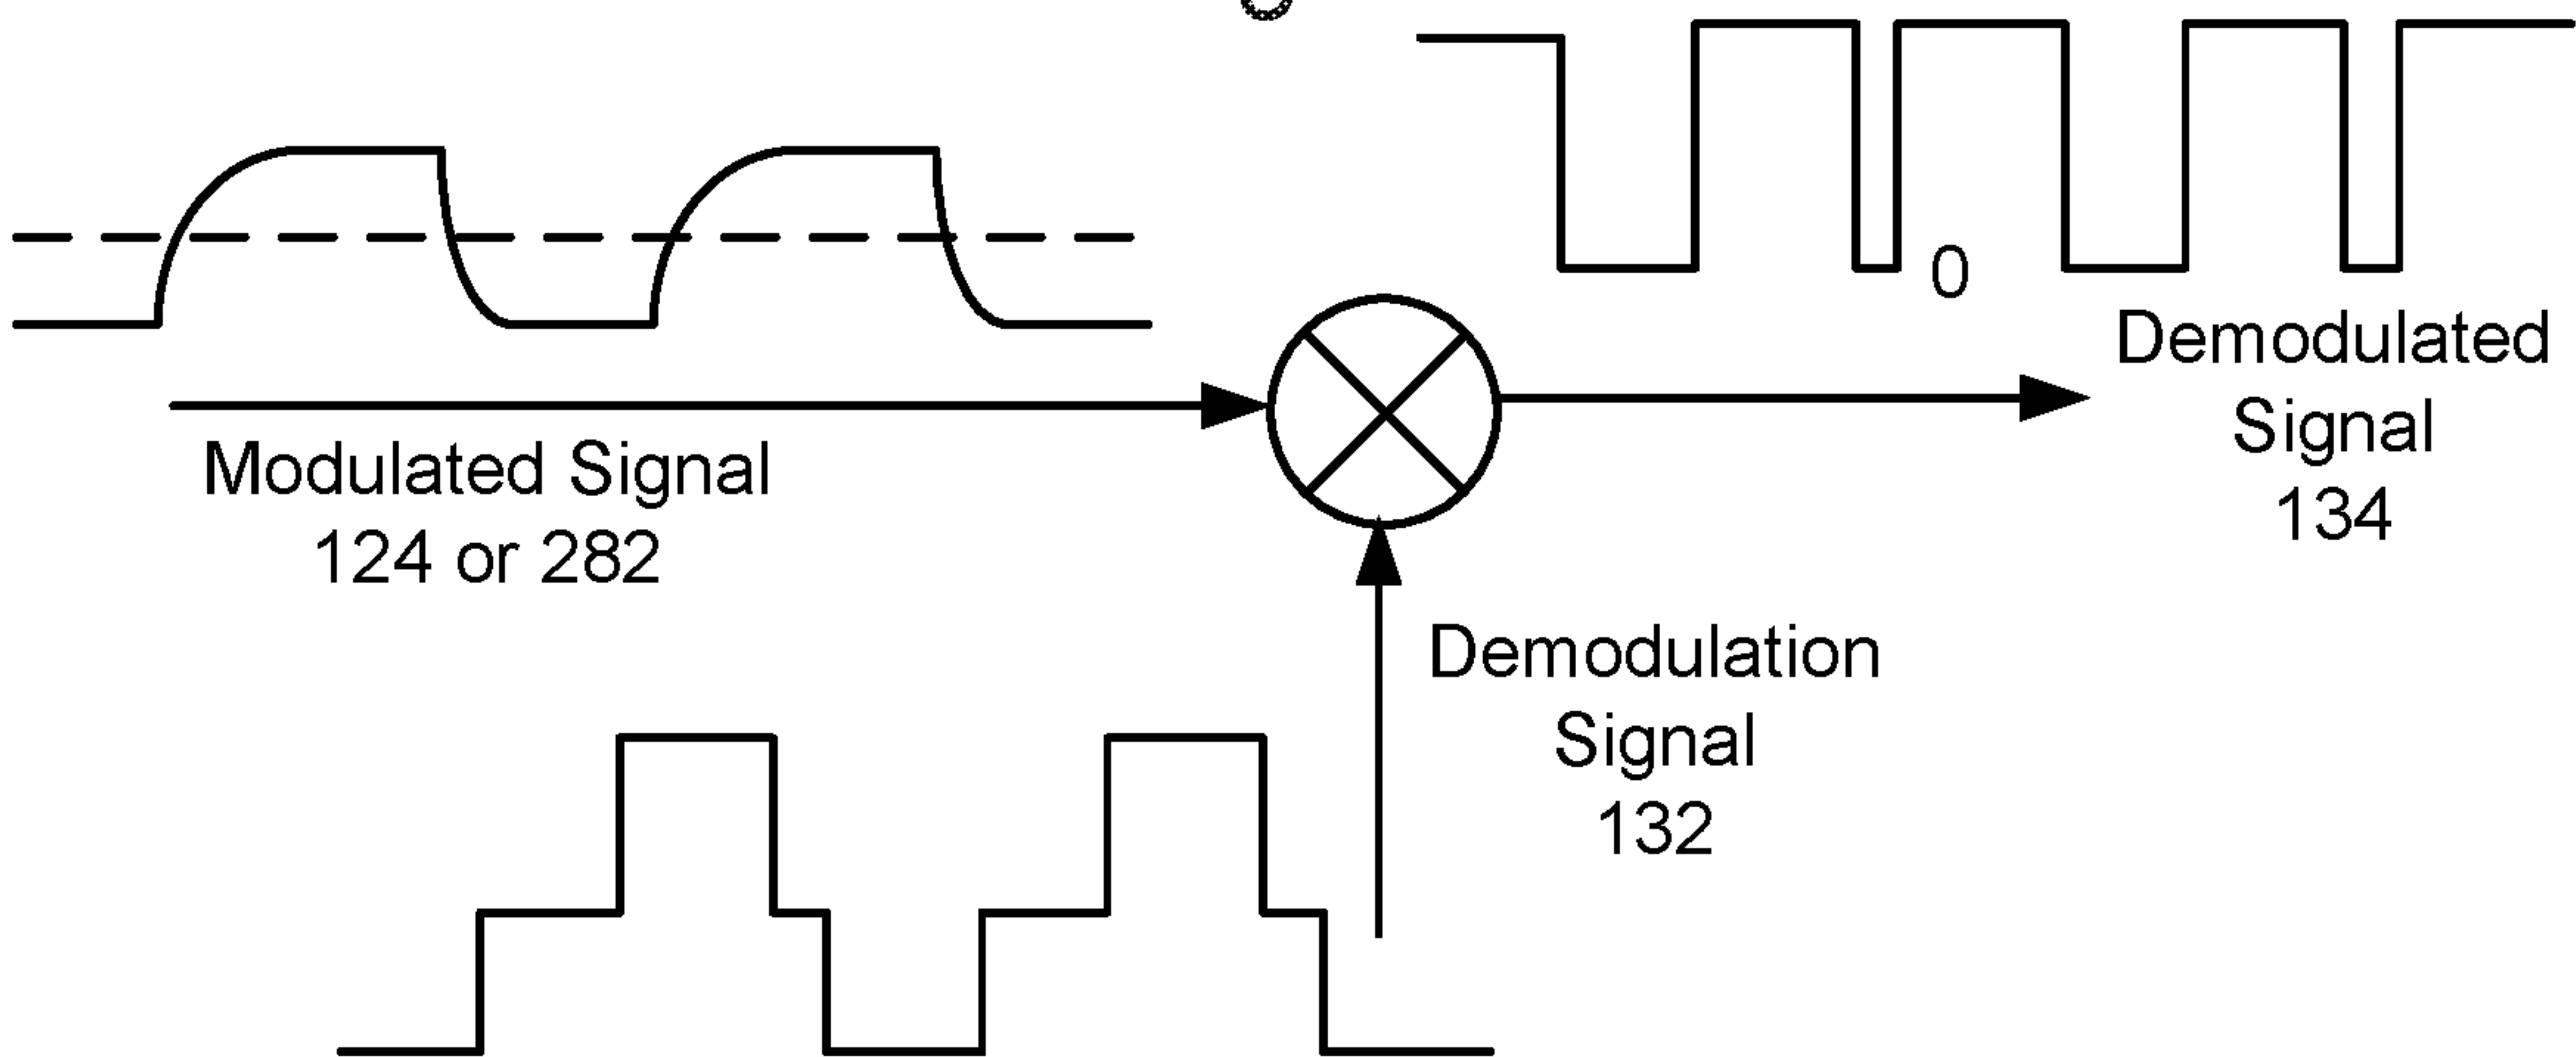 0
Demodulated
Signal
134
Modulated Signal
124 or 282
Demodulation
Signal
132